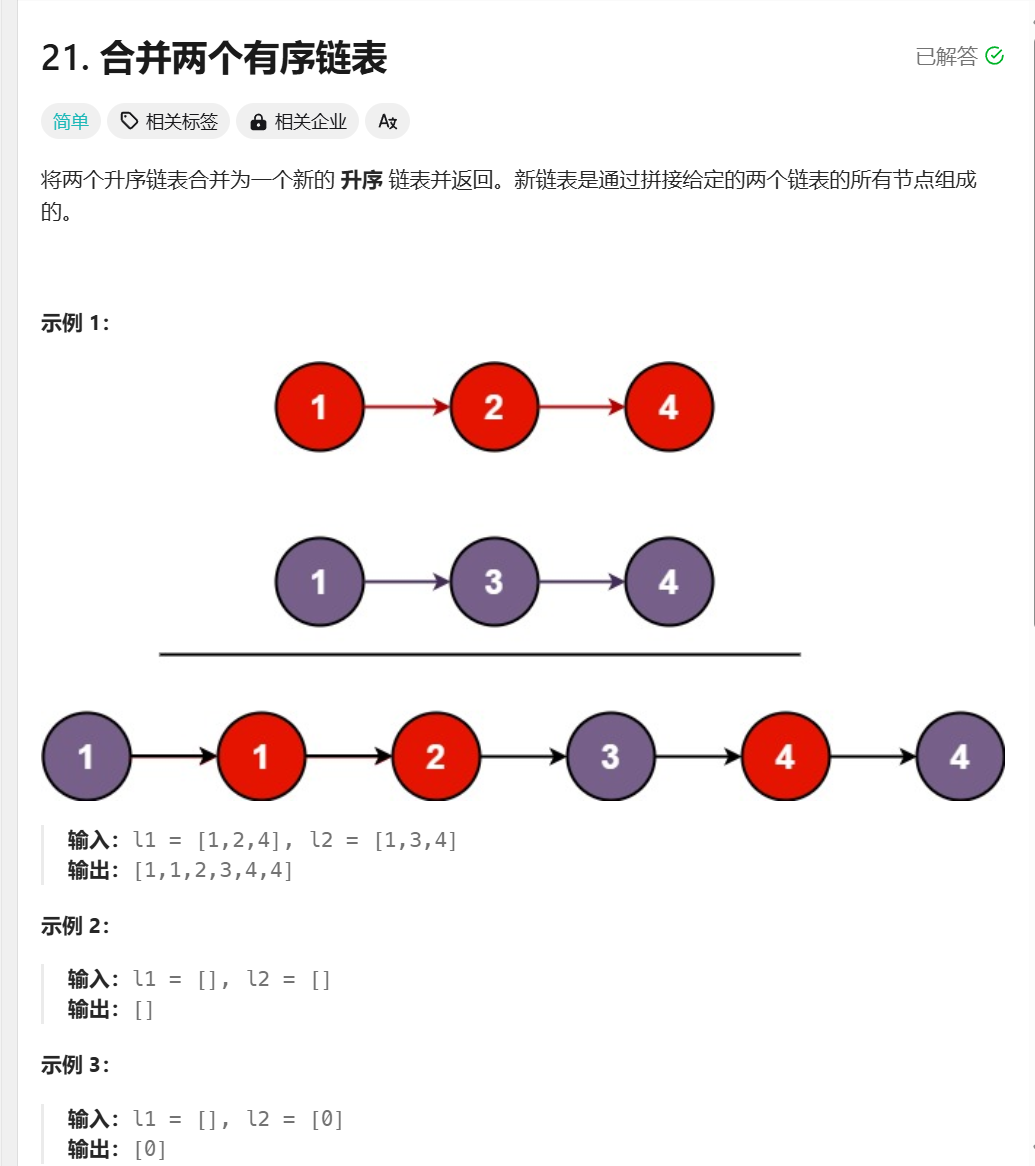 21. 合并两个有序链表
已解答
简单 相关标签 相关企业 Ax
将两个升序链表合并为一个新的 升序 链表并返回。新链表是通过拼接给定的两个链表的所有节点组成
的。
示例 1：
1 2 4
1 3 4
1 1 2 3 4 4
输入：l1 = [1,2,4], l2 = [1,3,4]
输出：[1,1,2,3,4,4]
示例 2：
输入：l1 = [], l2 = []
输出：[]
示例 3：
输入：l1 = [], l2 = [0]
输出：[0]